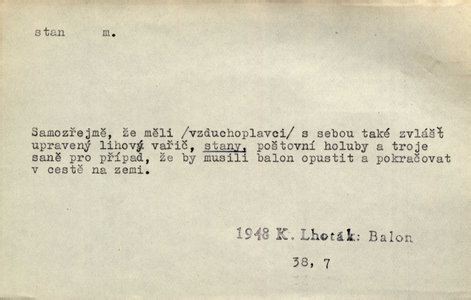 stan m.
Samozřejmě, že měli /vzduchoplavci/ s sebou také zvlášť
upravený lihový vařič, stany, poštovní holuby a troje
saně pro případ, že by musili balon opustit a pokračovat
v cestě na zemi.
1948 K. Lhoták: Balon
38, 7